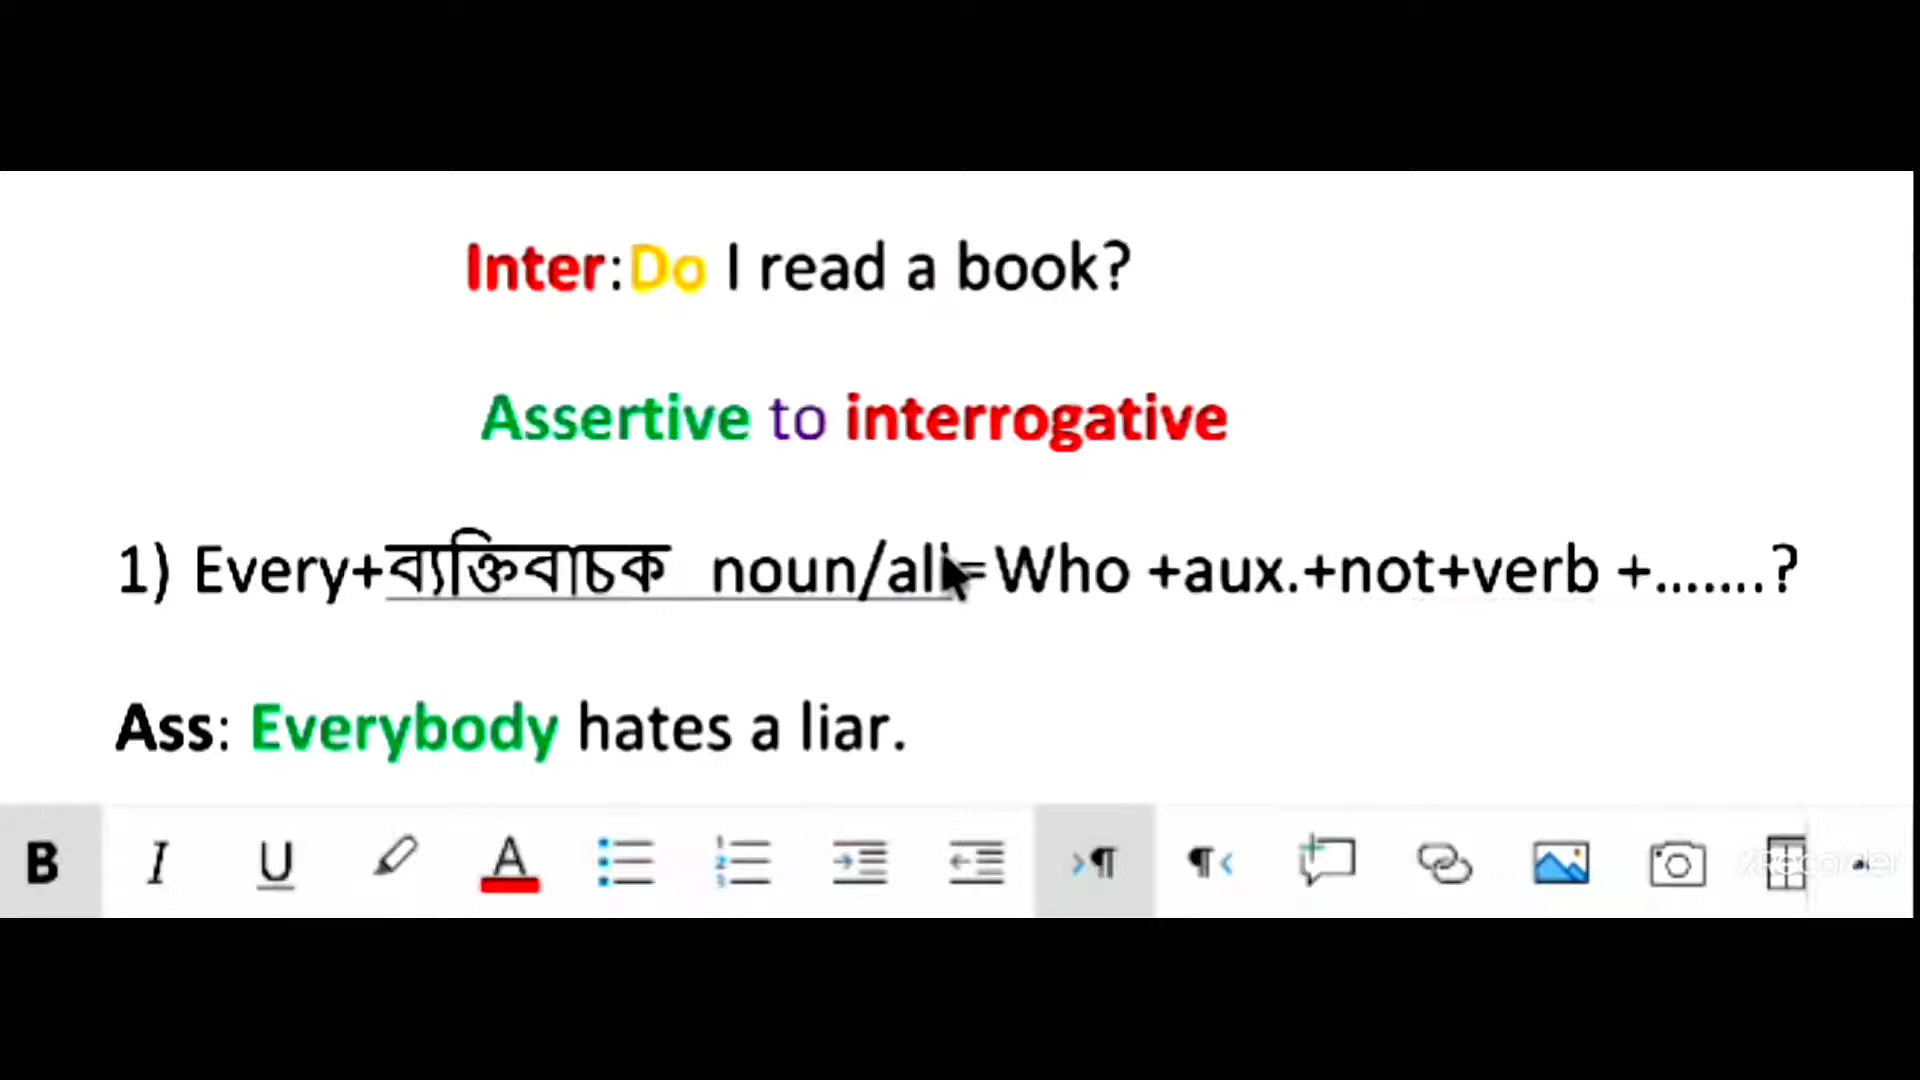 Inter:Do I read a book?
Assertive to interrogative
1) Every+ব্যক্তিবাচক noun/all=Who +aux.+not+verb +.......?
Ass: Everybody hates a liar.
B I U A
XRecorder